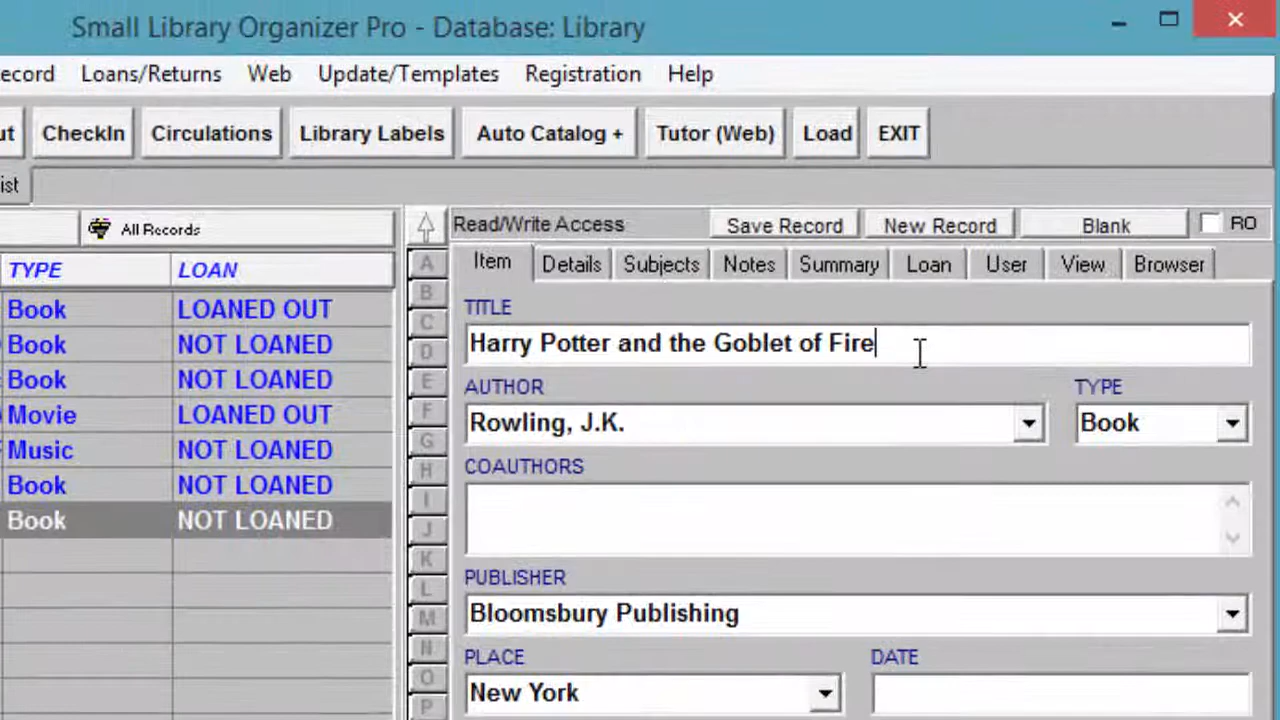 Small Library Organizer Pro - Database: Library
ecord Loans/Returns Web Update/Templates Registration Help
ut CheckIn Circulations Library Labels Auto Catalog + Tutor (Web) Load EXIT
ist
All Records Read/Write Access Save Record New Record Blank RO
TYPE LOAN
Book LOANED OUT
Book NOT LOANED
Book NOT LOANED
Movie LOANED OUT
Music NOT LOANED
Book NOT LOANED
Book NOT LOANED
A
B
C
D
E
F
G
H
I
J
K
L
M
N
O
P
Item Details Subjects Notes Summary Loan User View Browser
TITLE
Harry Potter and the Goblet of Fire
AUTHOR TYPE
Rowling, J.K. Book
COAUTHORS
PUBLISHER
Bloomsbury Publishing
PLACE DATE
New York